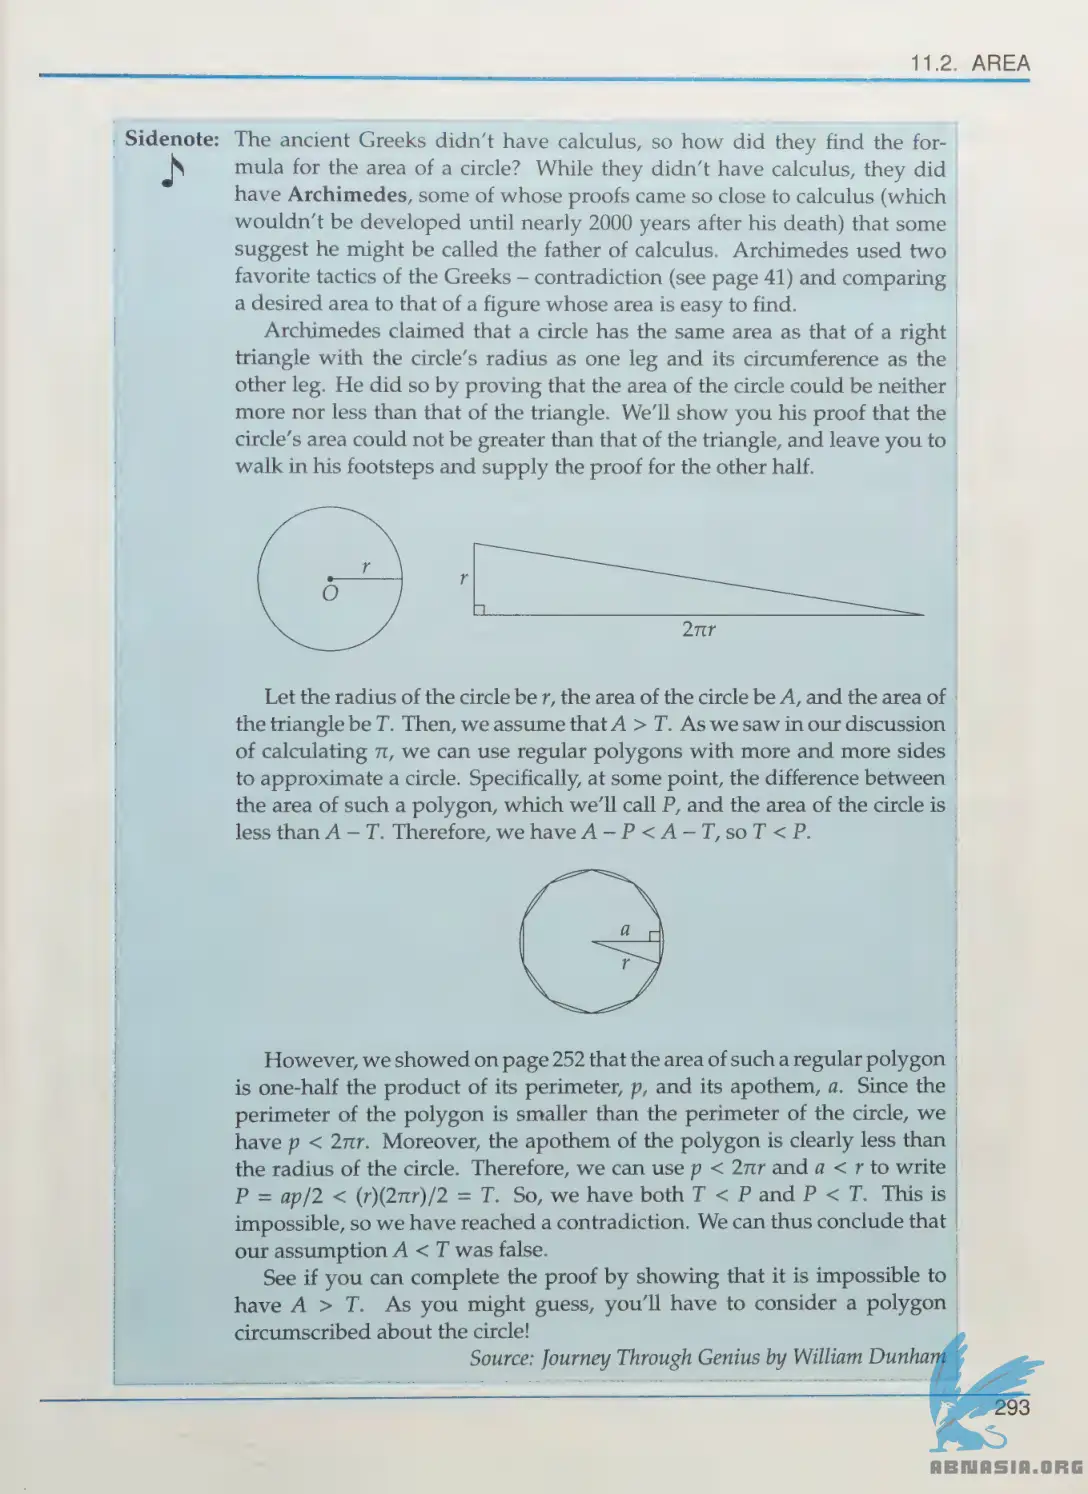 11.2. AREA
Sidenote: The ancient Greeks didn't have calculus, so how did they find the for-
mula for the area of a circle? While they didn't have calculus, they did
have Archimedes, some of whose proofs came so close to calculus (which
wouldn't be developed until nearly 2000 years after his death) that some
suggest he might be called the father of calculus. Archimedes used two
favorite tactics of the Greeks – contradiction (see page 41) and comparing
a desired area to that of a figure whose area is easy to find.
Archimedes claimed that a circle has the same area as that of a right
triangle with the circle's radius as one leg and its circumference as the
other leg. He did so by proving that the area of the circle could be neither
more nor less than that of the triangle. We'll show you his proof that the
circle's area could not be greater than that of the triangle, and leave you to
walk in his footsteps and supply the proof for the other half.
r
O
r
2πr
Let the radius of the circle be r, the area of the circle be A, and the area of
the triangle be T. Then, we assume that A > T. As we saw in our discussion
of calculating π, we can use regular polygons with more and more sides
to approximate a circle. Specifically, at some point, the difference between
the area of such a polygon, which we'll call P, and the area of the circle is
less than A – T. Therefore, we have A – P < A – T, so T < P.
a
r
However, we showed on page 252 that the area of such a regular polygon
is one-half the product of its perimeter, p, and its apothem, a. Since the
perimeter of the polygon is smaller than the perimeter of the circle, we
have p < 2πr. Moreover, the apothem of the polygon is clearly less than
the radius of the circle. Therefore, we can use p < 2πr and a < r to write
P = ap/2 < (r)(2πr)/2 = T. So, we have both T < P and P < T. This is
impossible, so we have reached a contradiction. We can thus conclude that
our assumption A < T was false.
See if you can complete the proof by showing that it is impossible to
have A > T. As you might guess, you'll have to consider a polygon
circumscribed about the circle!
Source: Journey Through Genius by William Dunham
293
ABNASIA.ORG